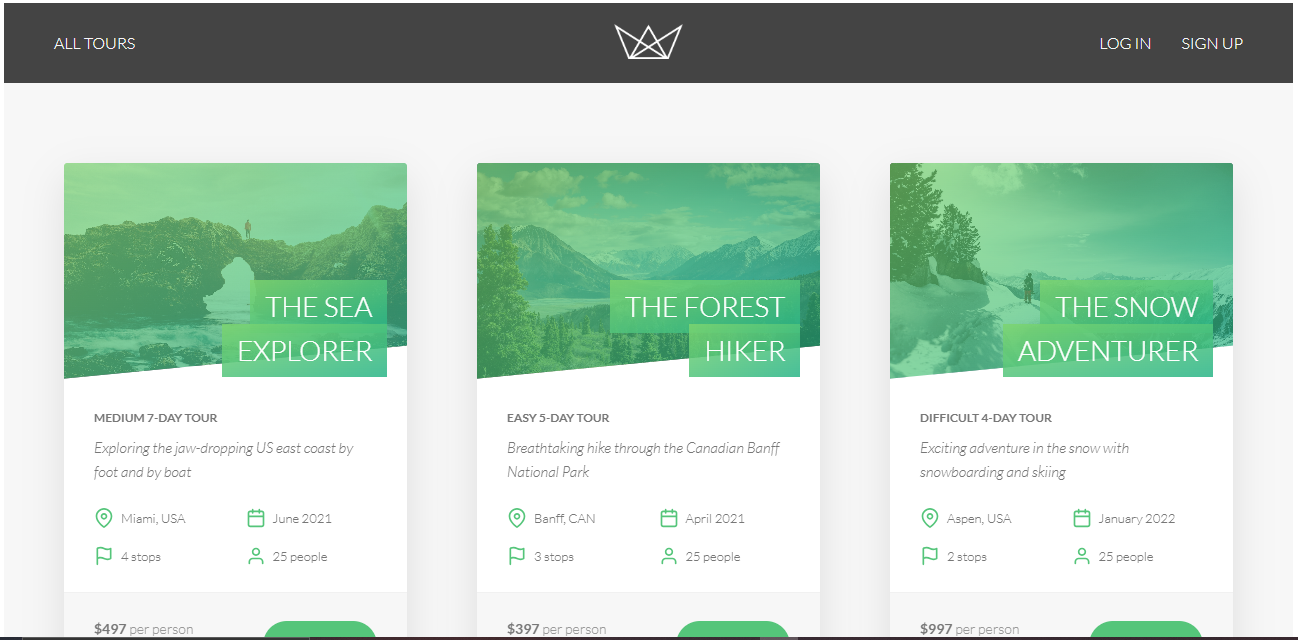 ALL TOURS
LOG IN
SIGN UP
THE SEA
EXPLORER
MEDIUM 7-DAY TOUR
Exploring the jaw-dropping US east coast by
foot and by boat
Miami, USA
June 2021
4 stops
25 people
$497 per person
THE FOREST
HIKER
EASY 5-DAY TOUR
Breathtaking hike through the Canadian Banff
National Park
Banff, CAN
April 2021
3 stops
25 people
$397 per person
THE SNOW
ADVENTURER
DIFFICULT 4-DAY TOUR
Exciting adventure in the snow with
snowboarding and skiing
Aspen, USA
January 2022
2 stops
25 people
$997 per person